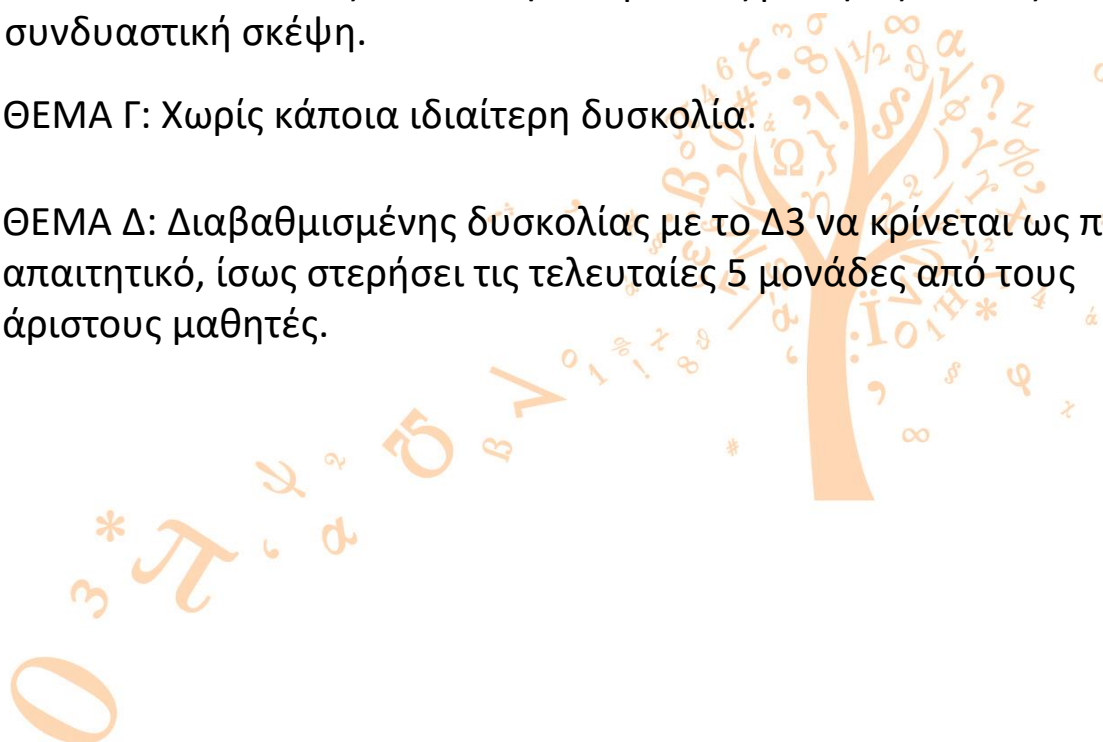 συνδυαστική σκέψη.
ΘΕΜΑ Γ: Χωρίς κάποια ιδιαίτερη δυσκολία.
ΘΕΜΑ Δ: Διαβαθμισμένης δυσκολίας με το Δ3 να κρίνεται ως
απαιτητικό, ίσως στερήσει τις τελευταίες 5 μονάδες από τους
άριστους μαθητές.